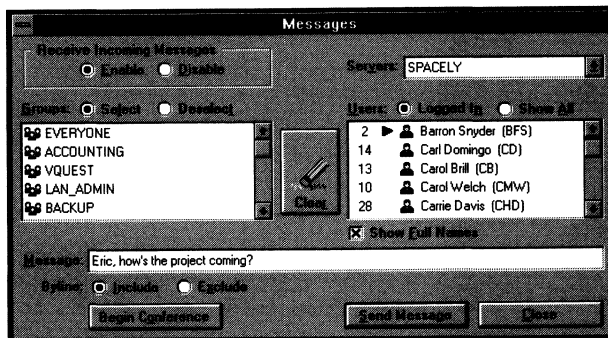 Messages
Receive Incoming Messages
Enable Disable
Servers: SPACELY
Groups: Select Deselect
Users: Logged In Show All
EVERYONE
ACCOUNTING
VQUEST
LAN_ADMIN
BACKUP
Clear
2 Barron Snyder (BFS)
14 Carl Domingo (CD)
13 Carol Brill (CB)
10 Carol Welch (CMW)
28 Carrie Davis (CHD)
Show Full Names
Message: Eric, how's the project coming?
Byline: Include Exclude
Begin Conference
Send Message
Close